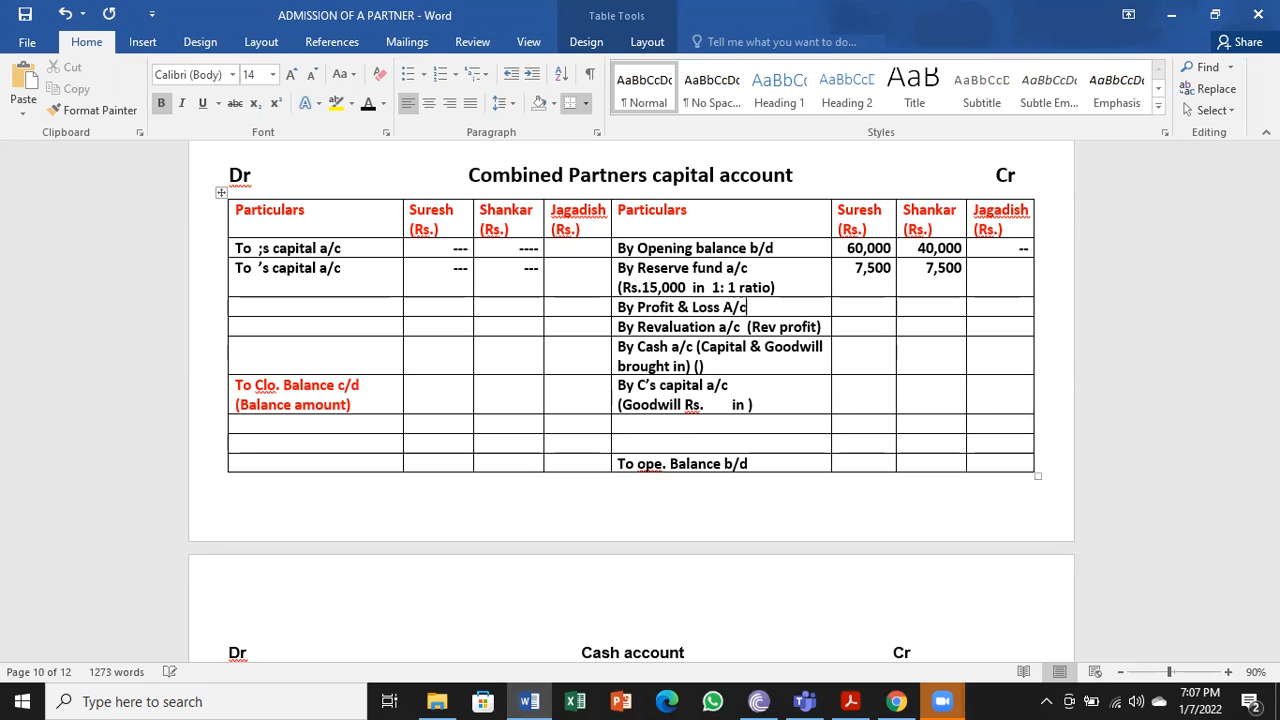 ADMISSION OF A PARTNER - Word
Table Tools
File Home Insert Design Layout References Mailings Review View Design Layout Tell me what you want to do... Share
Paste
Cut
Copy
Format Painter
Clipboard
Calibri (Body) 14
Font
Paragraph
AaBbCcDc AaBbCcDc AaBbCc AaBbCcE AaB AaBbCcD AaBbCcDc AaBbCcDc
¶ Normal ¶ No Spac... Heading 1 Heading 2 Title Subtitle Subtle Em... Emphasis
Styles
Find
Replace
Select
Editing
Dr Combined Partners capital account Cr
Particulars Suresh (Rs.) Shankar (Rs.) Jagadish (Rs.) Particulars Suresh (Rs.) Shankar (Rs.) Jagadish (Rs.)
To ;s capital a/c --- ---- By Opening balance b/d 60,000 40,000 --
To ’s capital a/c --- --- By Reserve fund a/c 7,500 7,500
(Rs.15,000 in 1: 1 ratio)
By Profit & Loss A/c
By Revaluation a/c (Rev profit)
By Cash a/c (Capital & Goodwill
brought in) ()
To Clo. Balance c/d By C’s capital a/c
(Balance amount) (Goodwill Rs. in )
To ope. Balance b/d
Dr Cash account Cr
Page 10 of 12 1273 words 90%
Type here to search
7:07 PM
1/7/2022
2